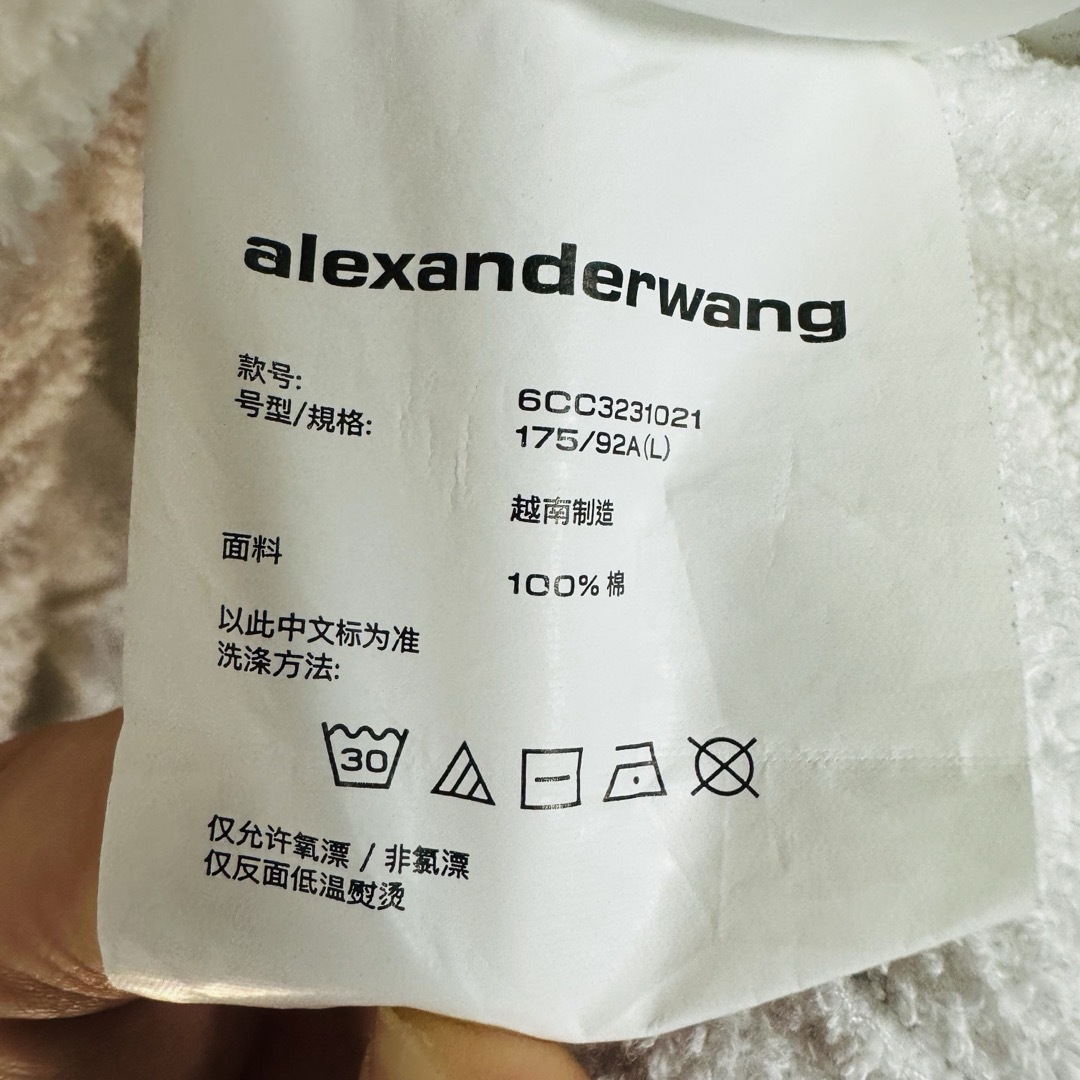 alexanderwang
款号: 6CC3231021
号型/規格: 175/92A(L)
越南制造
面料 100% 棉
以此中文标为准
洗涤方法:
30
仅允许氧漂 / 非氯漂
仅反面低温熨烫